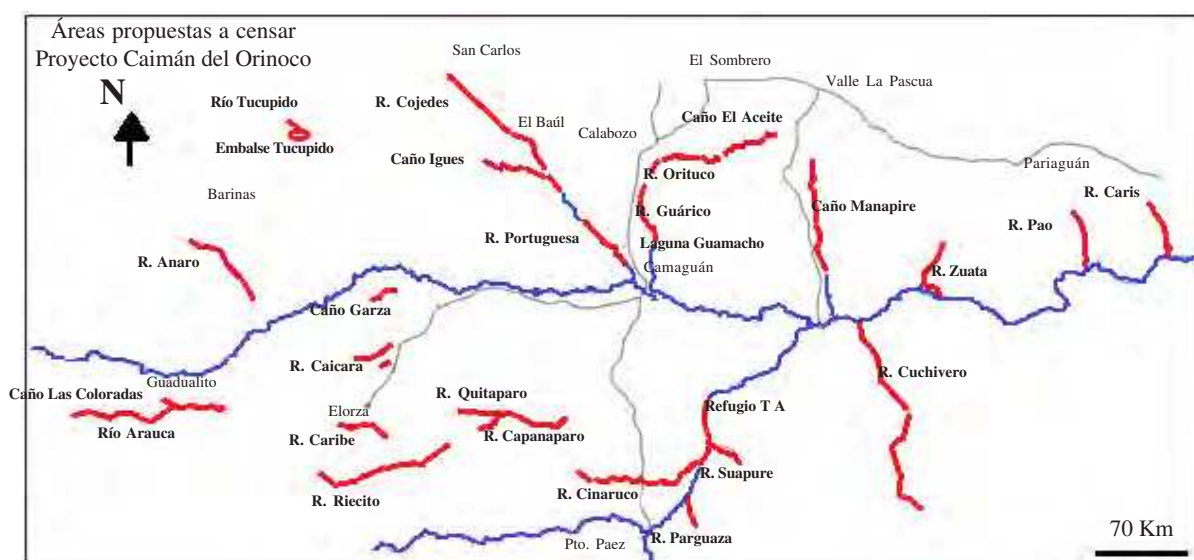 Áreas propuestas a censar
Proyecto Caimán del Orinoco
N
San Carlos
El Sombrero
Valle La Pascua
Río Tucupido
R. Cojedes
El Baúl
Calabozo
Caño El Aceite
Embalse Tucupido
Caño Igues
Pariaguán
R. Orituco
Barinas
R. Caris
Caño Manapire
R. Guárico
R. Pao
R. Portuguesa
Laguna Guamacho
R. Anaro
Camaguán
R. Zuata
Caño Garza
R. Caicara
R. Cuchivero
Guadualito
Caño Las Coloradas
R. Quitaparo
Refugio T A
Elorza
Río Arauca
R. Caribe
R. Capanaparo
R. Suapure
R. Riecito
R. Cinaruco
70 Km
Pto. Paez
R. Parguaza